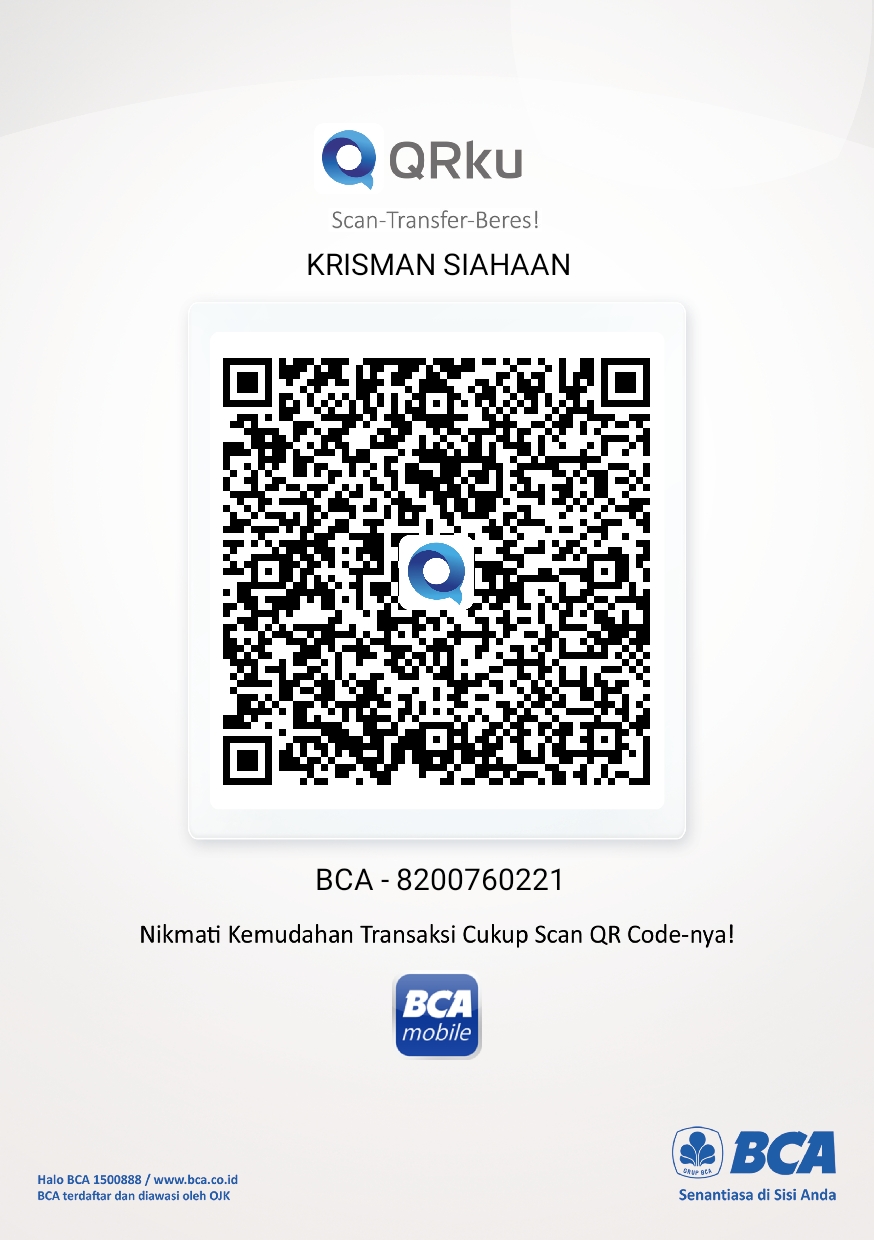 QRku
Scan-Transfer-Beres!
KRISMAN SIAHAAN
BCA - 8200760221
Nikmati Kemudahan Transaksi Cukup Scan QR Code-nya!
BCA
mobile
Halo BCA 1500888 / www.bca.co.id
BCA terdaftar dan diawasi oleh OJK
GRUP BCA
BCA
Senantiasa di Sisi Anda